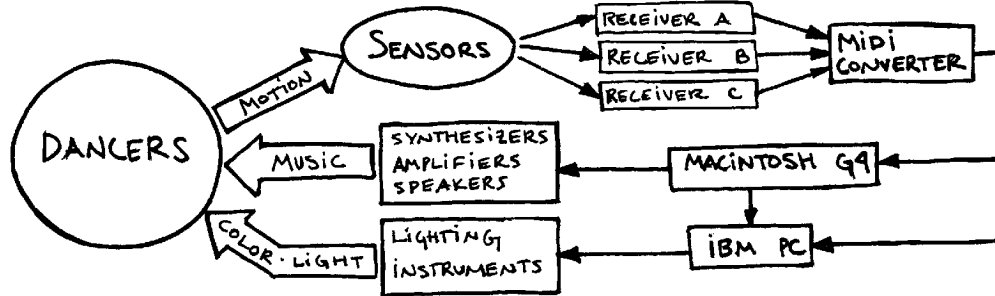 DANCERS
MOTION
SENSORS
RECEIVER A
RECEIVER B
RECEIVER C
MIDI
CONVERTER
MUSIC
SYNTHESIZERS
AMPLIFIERS
SPEAKERS
MACINTOSH G4
COLOR · LIGHT
LIGHTING
INSTRUMENTS
IBM PC